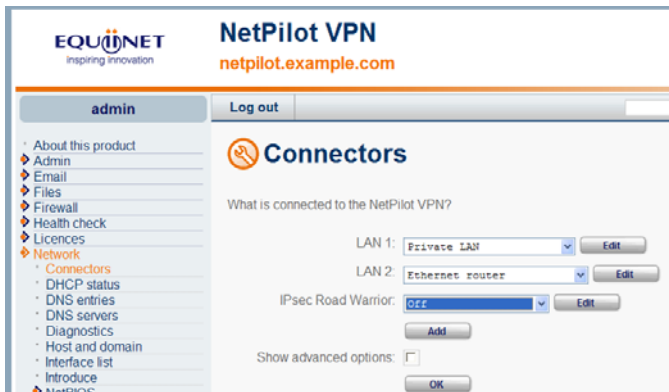 EQUiiNET
inspiring innovation
NetPilot VPN
netpilot.example.com
admin
Log out
About this product
Admin
Email
Files
Firewall
Health check
Licences
Network
Connectors
DHCP status
DNS entries
DNS servers
Diagnostics
Host and domain
Interface list
Introduce
NetBIOS
Connectors
What is connected to the NetPilot VPN?
LAN 1: Private LAN Edit
LAN 2: Ethernet router Edit
IPsec Road Warrior: Off Edit
Add
Show advanced options:
OK